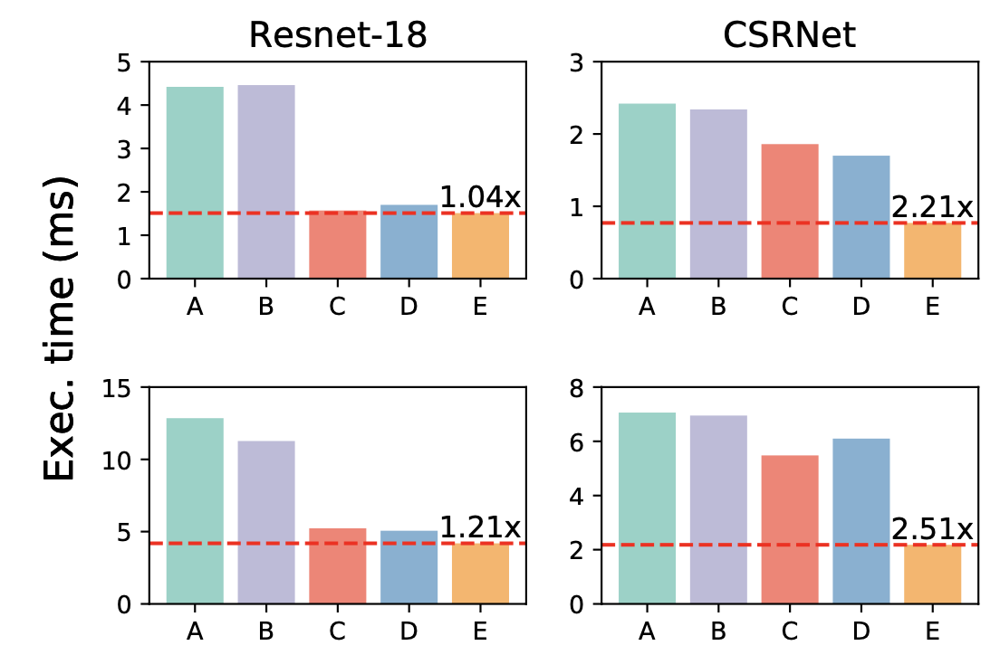 Resnet-18
CSRNet
Exec. time (ms)
5
4
3
2
1
0
1.04x
A B C D E
3
2
1
0
2.21x
A B C D E
15
10
5
0
1.21x
A B C D E
8
6
4
2
0
2.51x
A B C D E